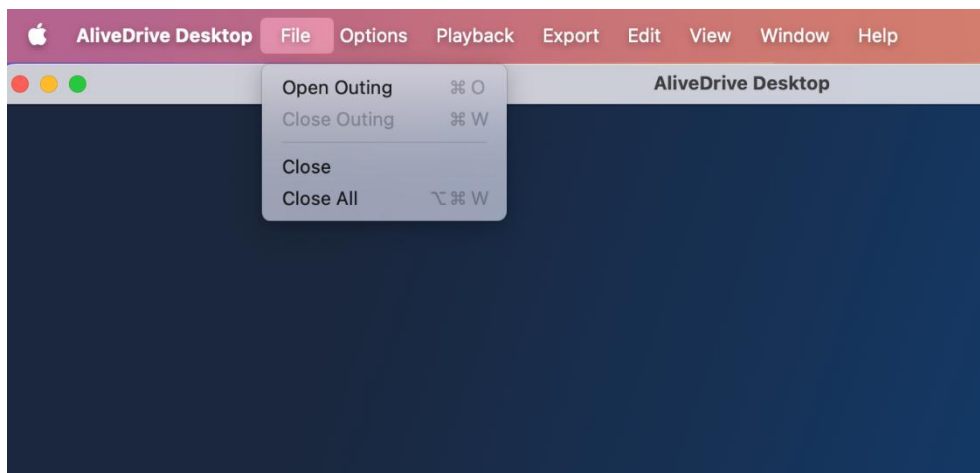 AliveDrive Desktop File Options Playback Export Edit View Window Help
AliveDrive Desktop
Open Outing ⌘ O
Close Outing ⌘ W
Close
Close All ⌥ ⌘ W